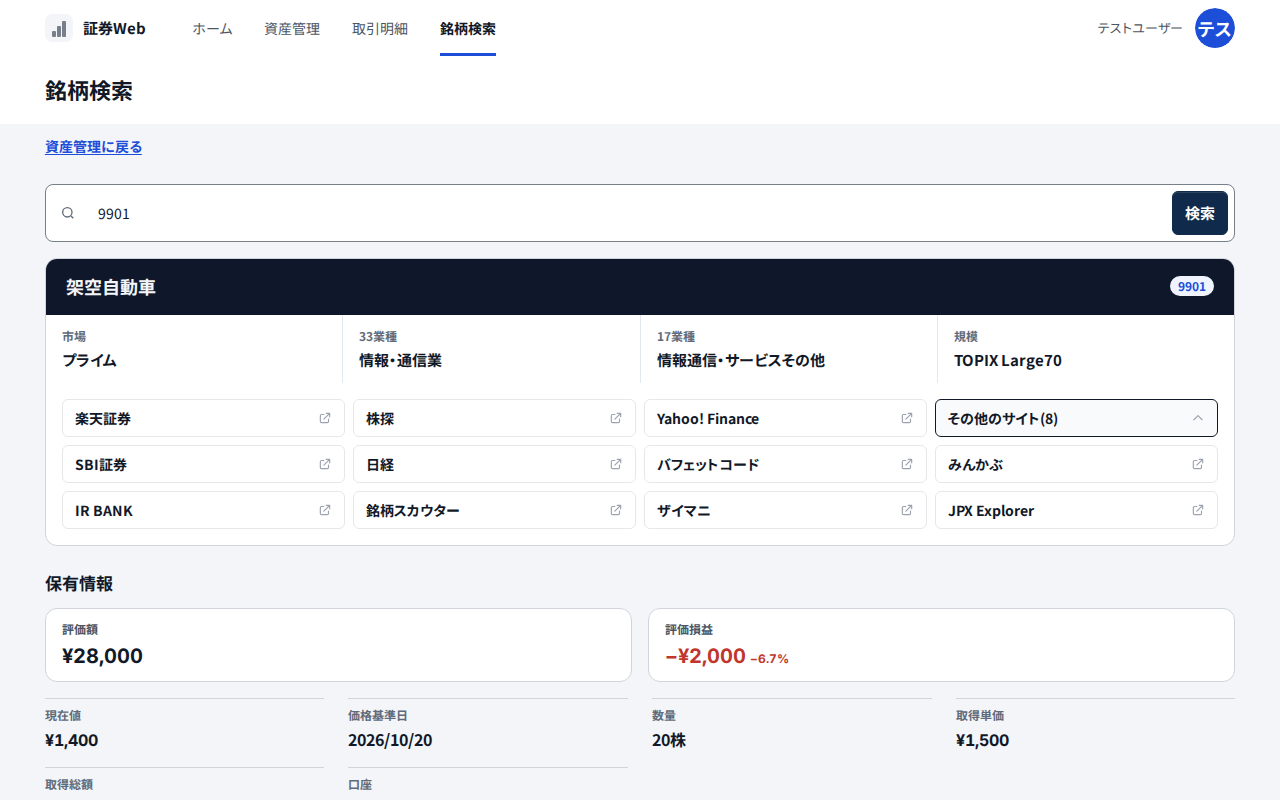 証券Web ホーム 資産管理 取引明細 銘柄検索 テストユーザー テス
銘柄検索
資産管理に戻る
9901 検索
架空自動車 9901
市場 33業種 17業種 規模
プライム 情報・通信業 情報通信・サービスその他 TOPIX Large70
楽天証券 株探 Yahoo! Finance その他のサイト(8)
SBI証券 日経 バフェットコード みんかぶ
IR BANK 銘柄スカウター ザイマニ JPX Explorer
保有情報
評価額 評価損益
¥28,000 −¥2,000 −6.7%
現在値 価格基準日 数量 取得単価
¥1,400 2026/10/20 20株 ¥1,500
取得総額 口座